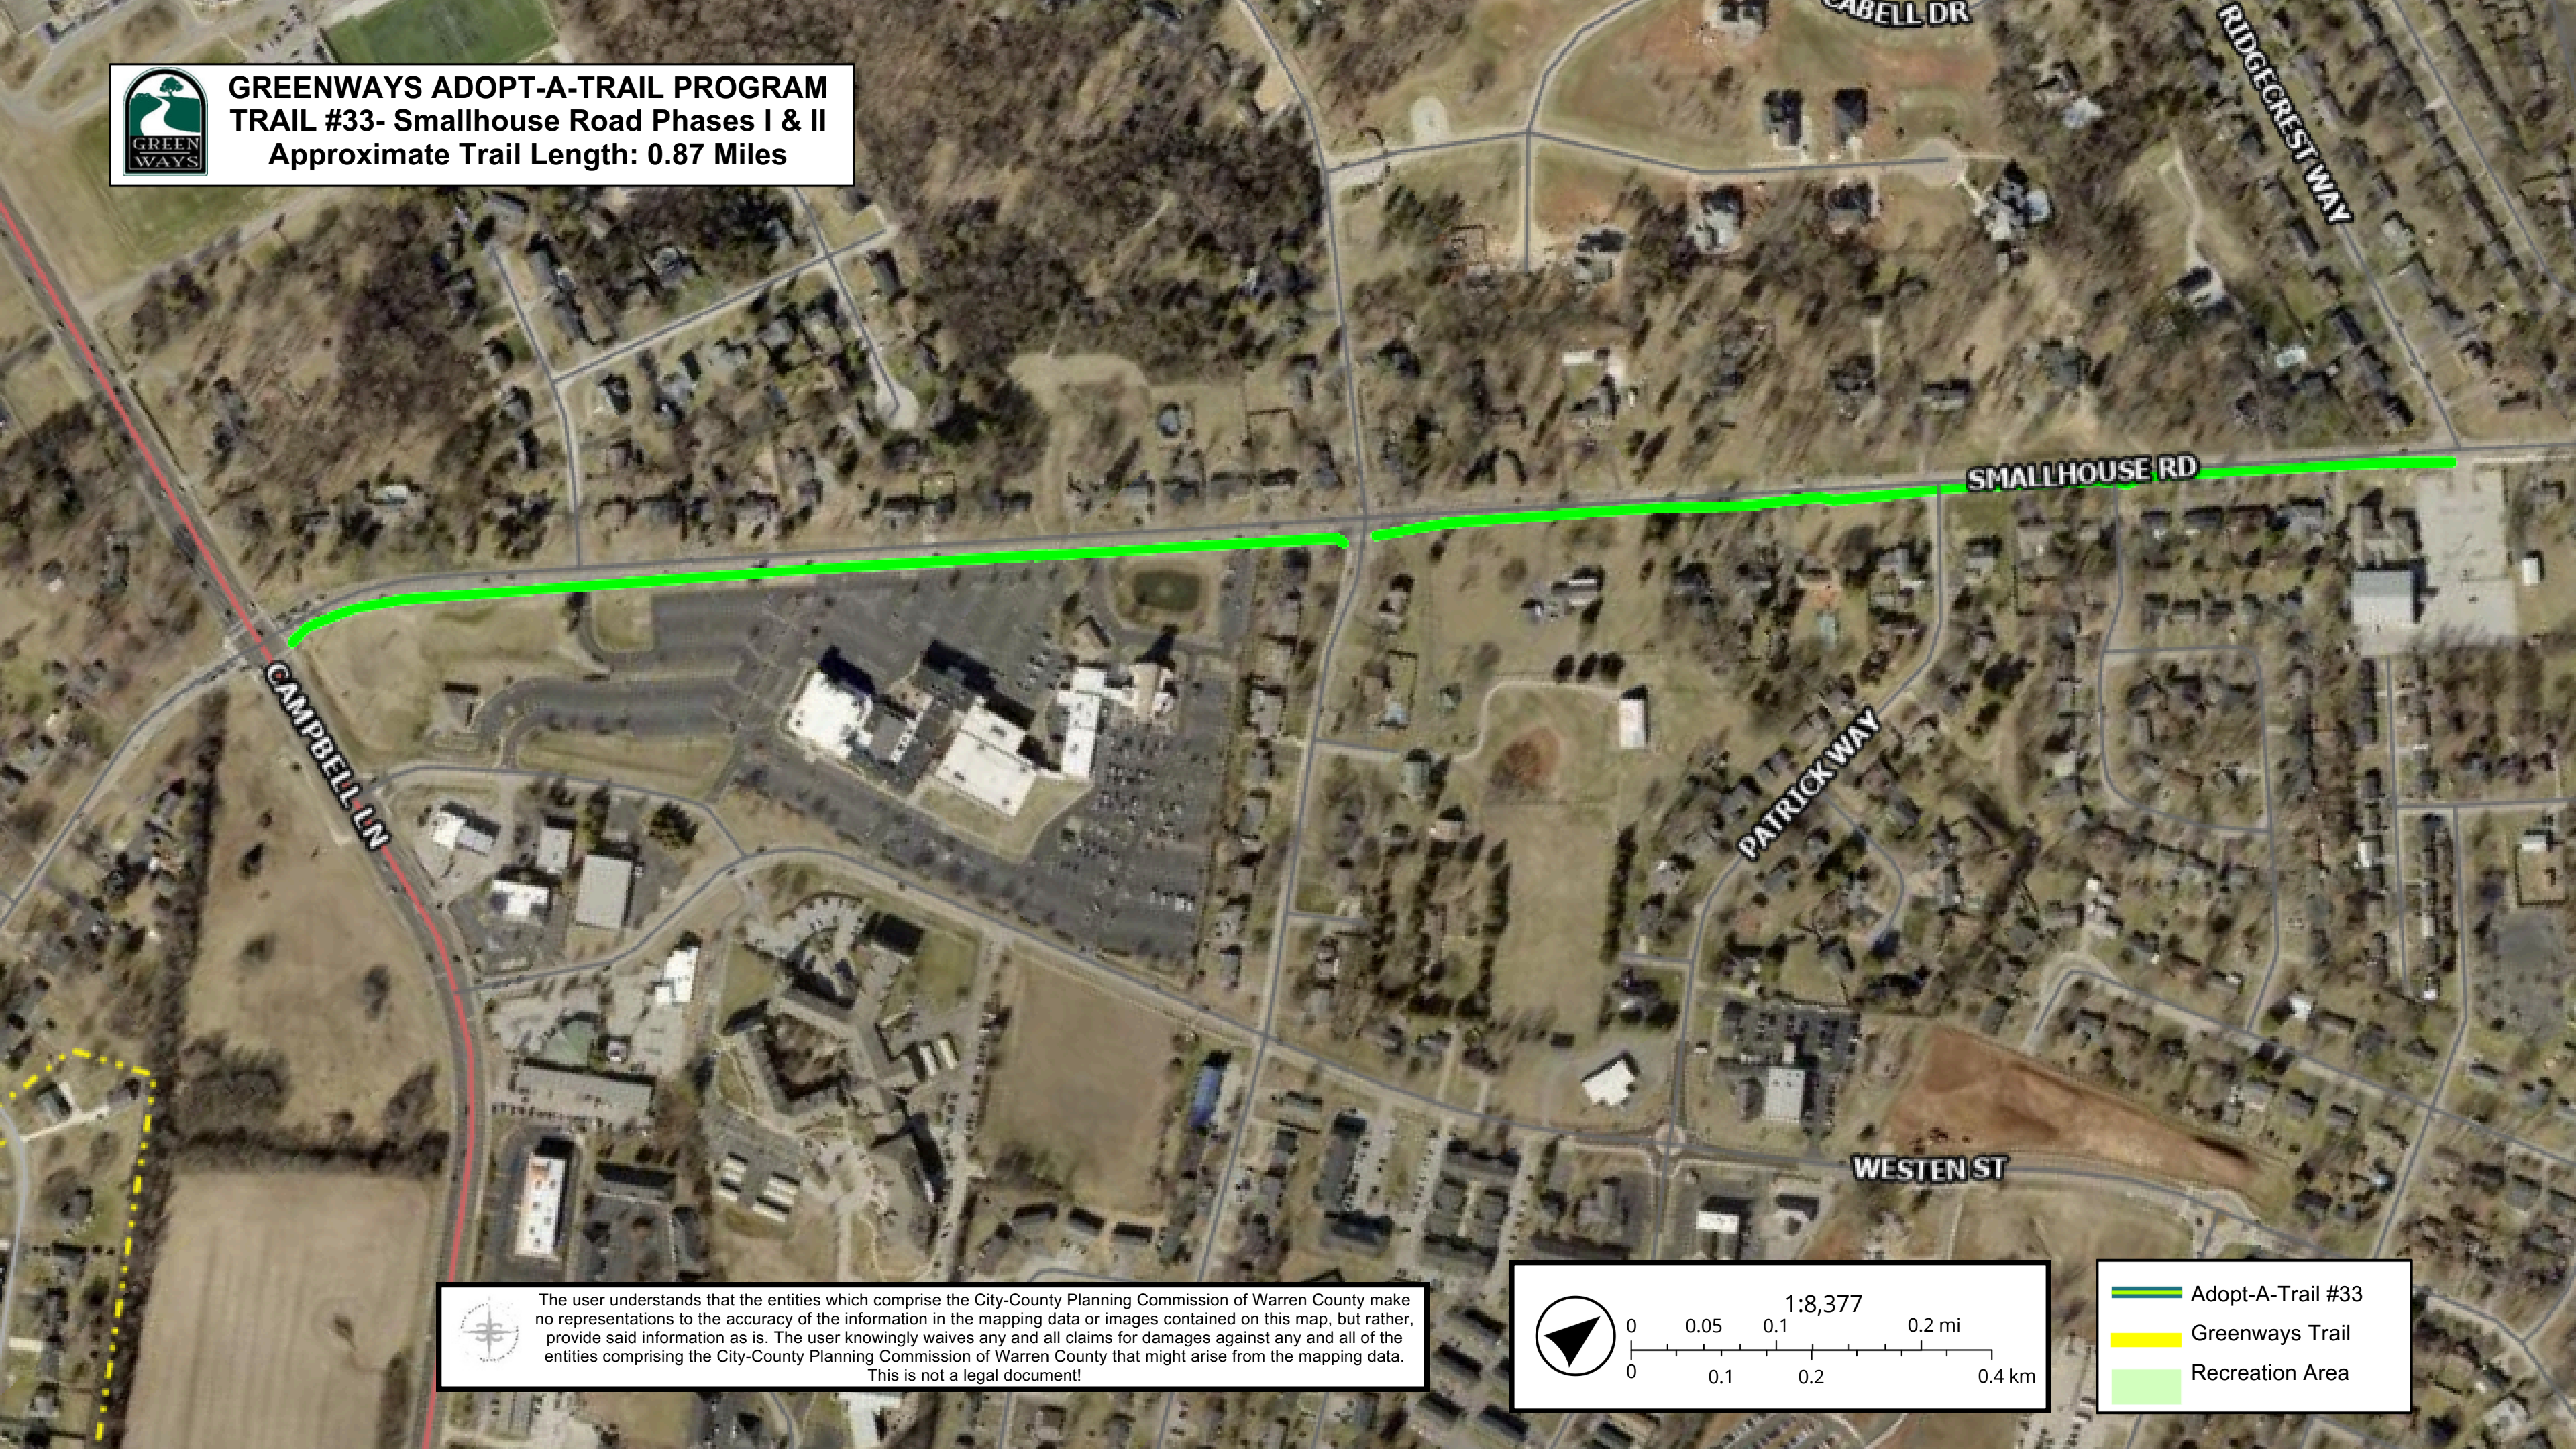 CABELL DR
RIDGECREST WAY
GREENWAYS ADOPT-A-TRAIL PROGRAM
TRAIL #33- Smallhouse Road Phases I & II
Approximate Trail Length: 0.87 Miles
GREEN
WAYS
SMALLHOUSE RD
CAMPBELL LN
PATRICK WAY
WESTEN ST
The user understands that the entities which comprise the City-County Planning Commission of Warren County make
no representations to the accuracy of the information in the mapping data or images contained on this map, but rather,
provide said information as is. The user knowingly waives any and all claims for damages against any and all of the
entities comprising the City-County Planning Commission of Warren County that might arise from the mapping data.
This is not a legal document!
1:8,377
0 0.05 0.1 0.2 mi
0 0.1 0.2 0.4 km
Adopt-A-Trail #33
Greenways Trail
Recreation Area